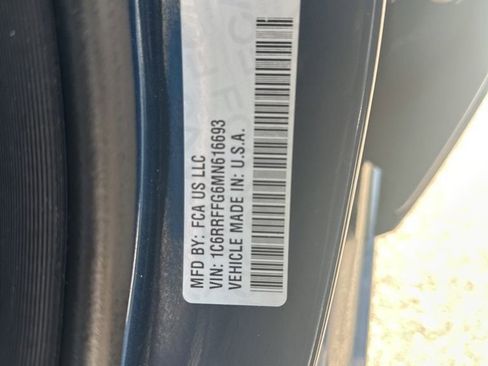 MFD BY: FCA US LLC
VIN: 1C6RRFFG6MN616693
VEHICLE MADE IN: U.S.A.